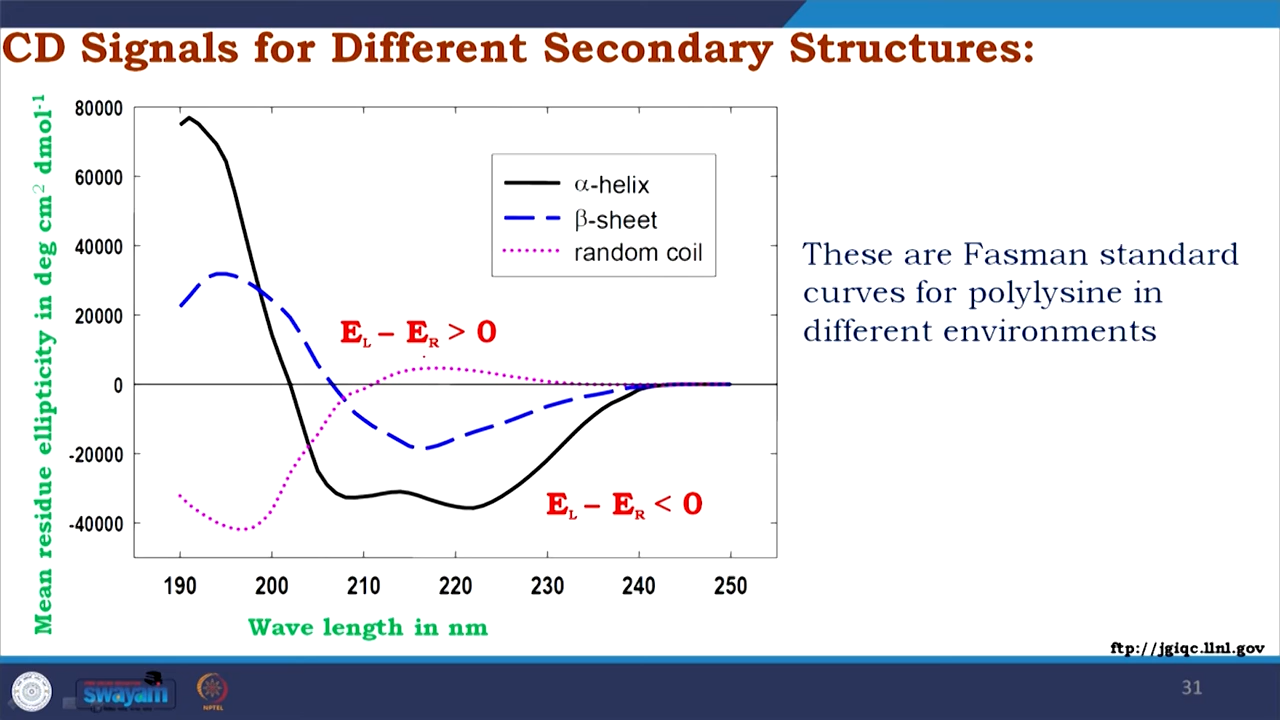 CD Signals for Different Secondary Structures:
Mean residue ellipticity in deg cm² dmol⁻¹
80000
60000
40000
20000
0
-20000
-40000
α-helix
β-sheet
random coil
E_L – E_R > 0
E_L – E_R < 0
190 200 210 220 230 240 250
Wave length in nm
These are Fasman standard
curves for polylysine in
different environments
ftp://jgiqc.llnl.gov
swayam
NPTEL
31